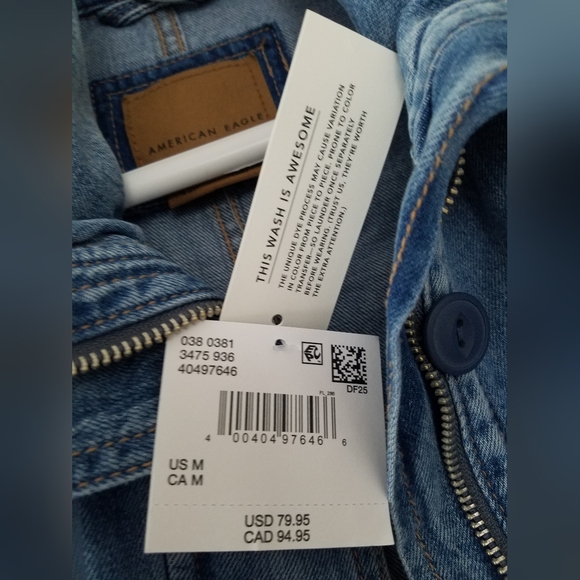 AMERICAN EAGLE
THIS WASH IS AWESOME
THE UNIQUE DYE PROCESS MAY CAUSE VARIATION
IN COLOR FROM PIECE TO PIECE. PRONE TO COLOR
TRANSFER—SO LAUNDER ONCE SEPARATELY
BEFORE WEARING. (TRUST US, THEY'RE WORTH
THE EXTRA ATTENTION.)
038 0381
3475 936
40497646
DF25
FL_286
4 00404 97646 6
US M
CA M
USD 79.95
CAD 94.95